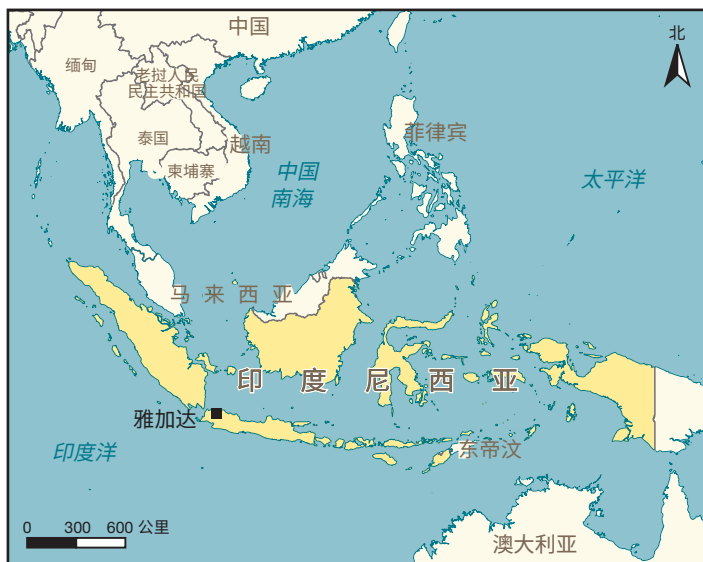 中国
北
缅甸
老挝人民
民主共和国
泰国
越南
菲律宾
柬埔寨
中国
南海
太平洋
马来西亚
印度尼西亚
雅加达
印度洋
东帝汶
0 300 600 公里
澳大利亚